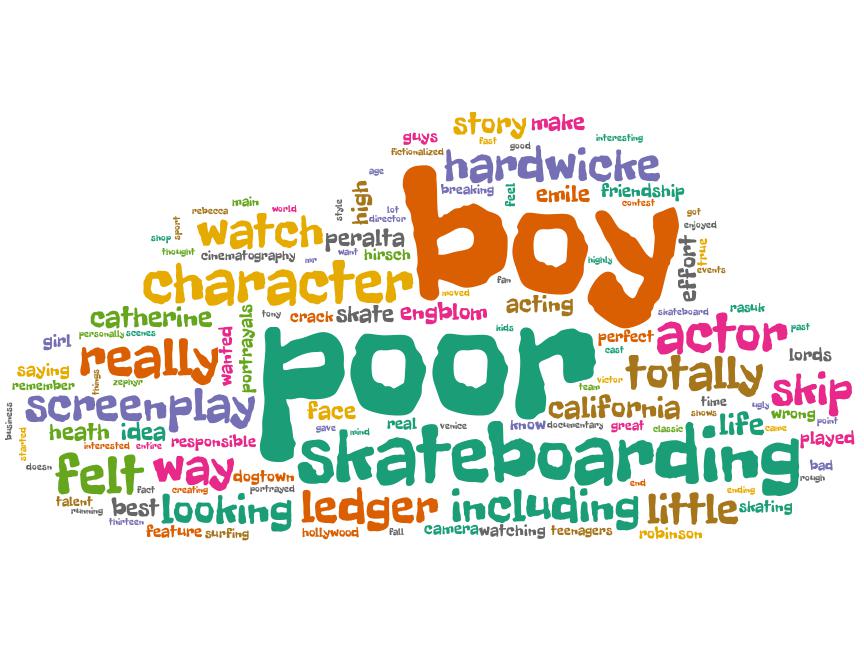 story make
guys fast good interesting
fictionalized hardwicke
age breaking feel emile friendship
high contest
main style lot boy got
rebecca world director enjoyed
shop sport watch peralta effort true
thought cinematography mr want hirsch highly events
character moved fan
catherine tony crack skate engblom acting skateboard rasuk
girl personally scenes wanted portrayals poor kids perfect actor past
really cast lords
saying things zephyr team victor totally skip
remember
business screenplay face california time shows ugly wrong point
started heath idea gave mind real venice know documentary great classic life came played
interested entire responsible skateboarding
doesn felt way dogtown bad
fact creating portrayed end rough
talent running best looking ledger including little ending skating
thirteen
feature surfing hollywood fall camera watching teenagers robinson